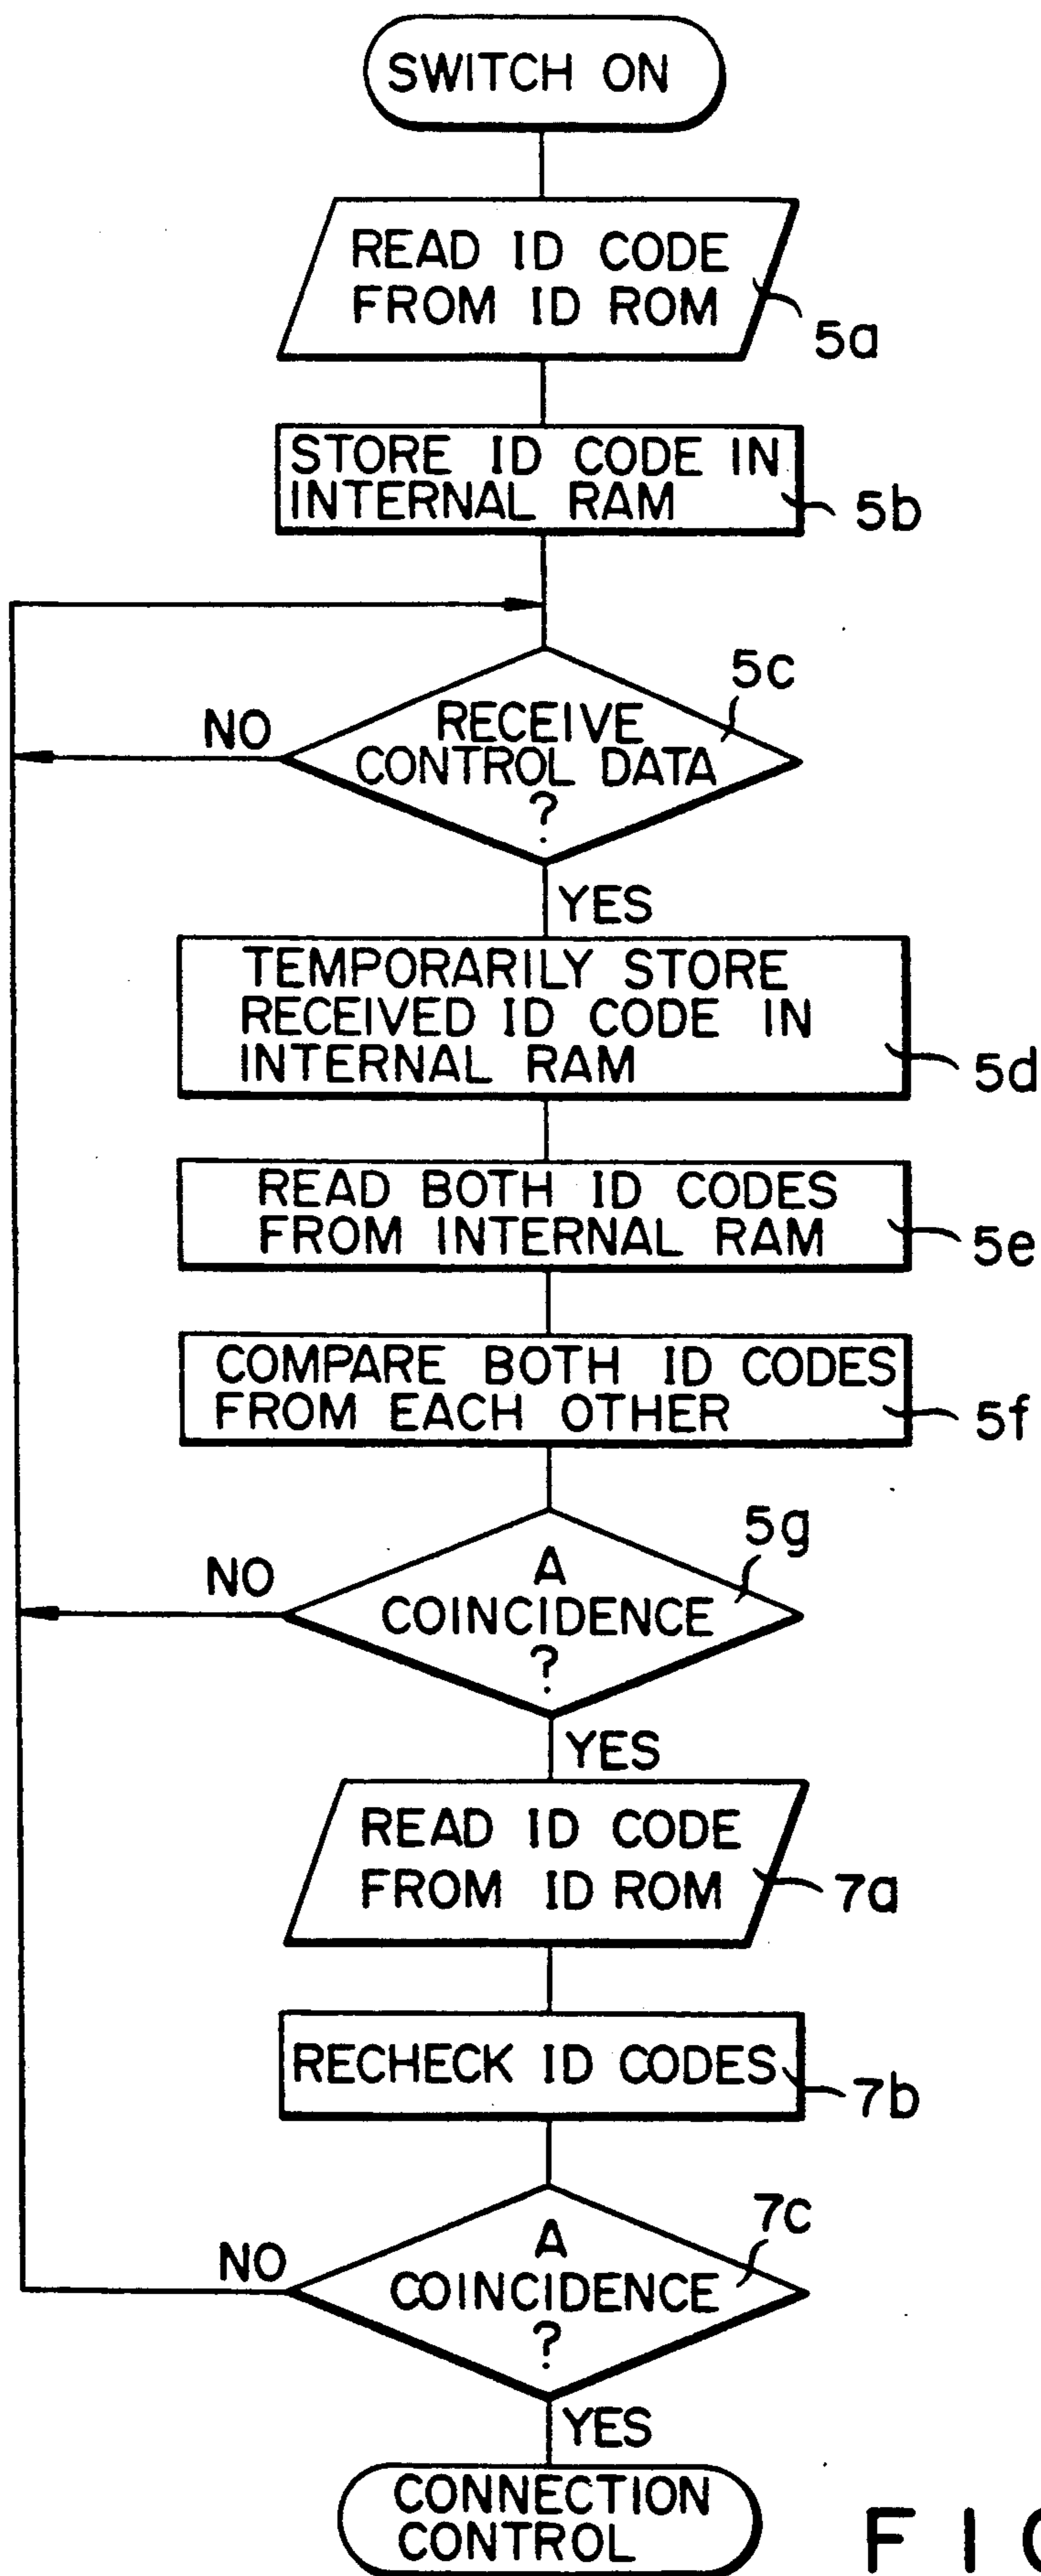 SWITCH ON
READ ID CODE
FROM ID ROM
5a
STORE ID CODE IN
INTERNAL RAM
5b
5c
NO
RECEIVE
CONTROL DATA
?
YES
TEMPORARILY STORE
RECEIVED ID CODE IN
INTERNAL RAM
5d
READ BOTH ID CODES
FROM INTERNAL RAM
5e
COMPARE BOTH ID CODES
FROM EACH OTHER
5f
5g
NO
A
COINCIDENCE
?
YES
READ ID CODE
FROM ID ROM
7a
RECHECK ID CODES
7b
7c
NO
A
COINCIDENCE
?
YES
CONNECTION
CONTROL